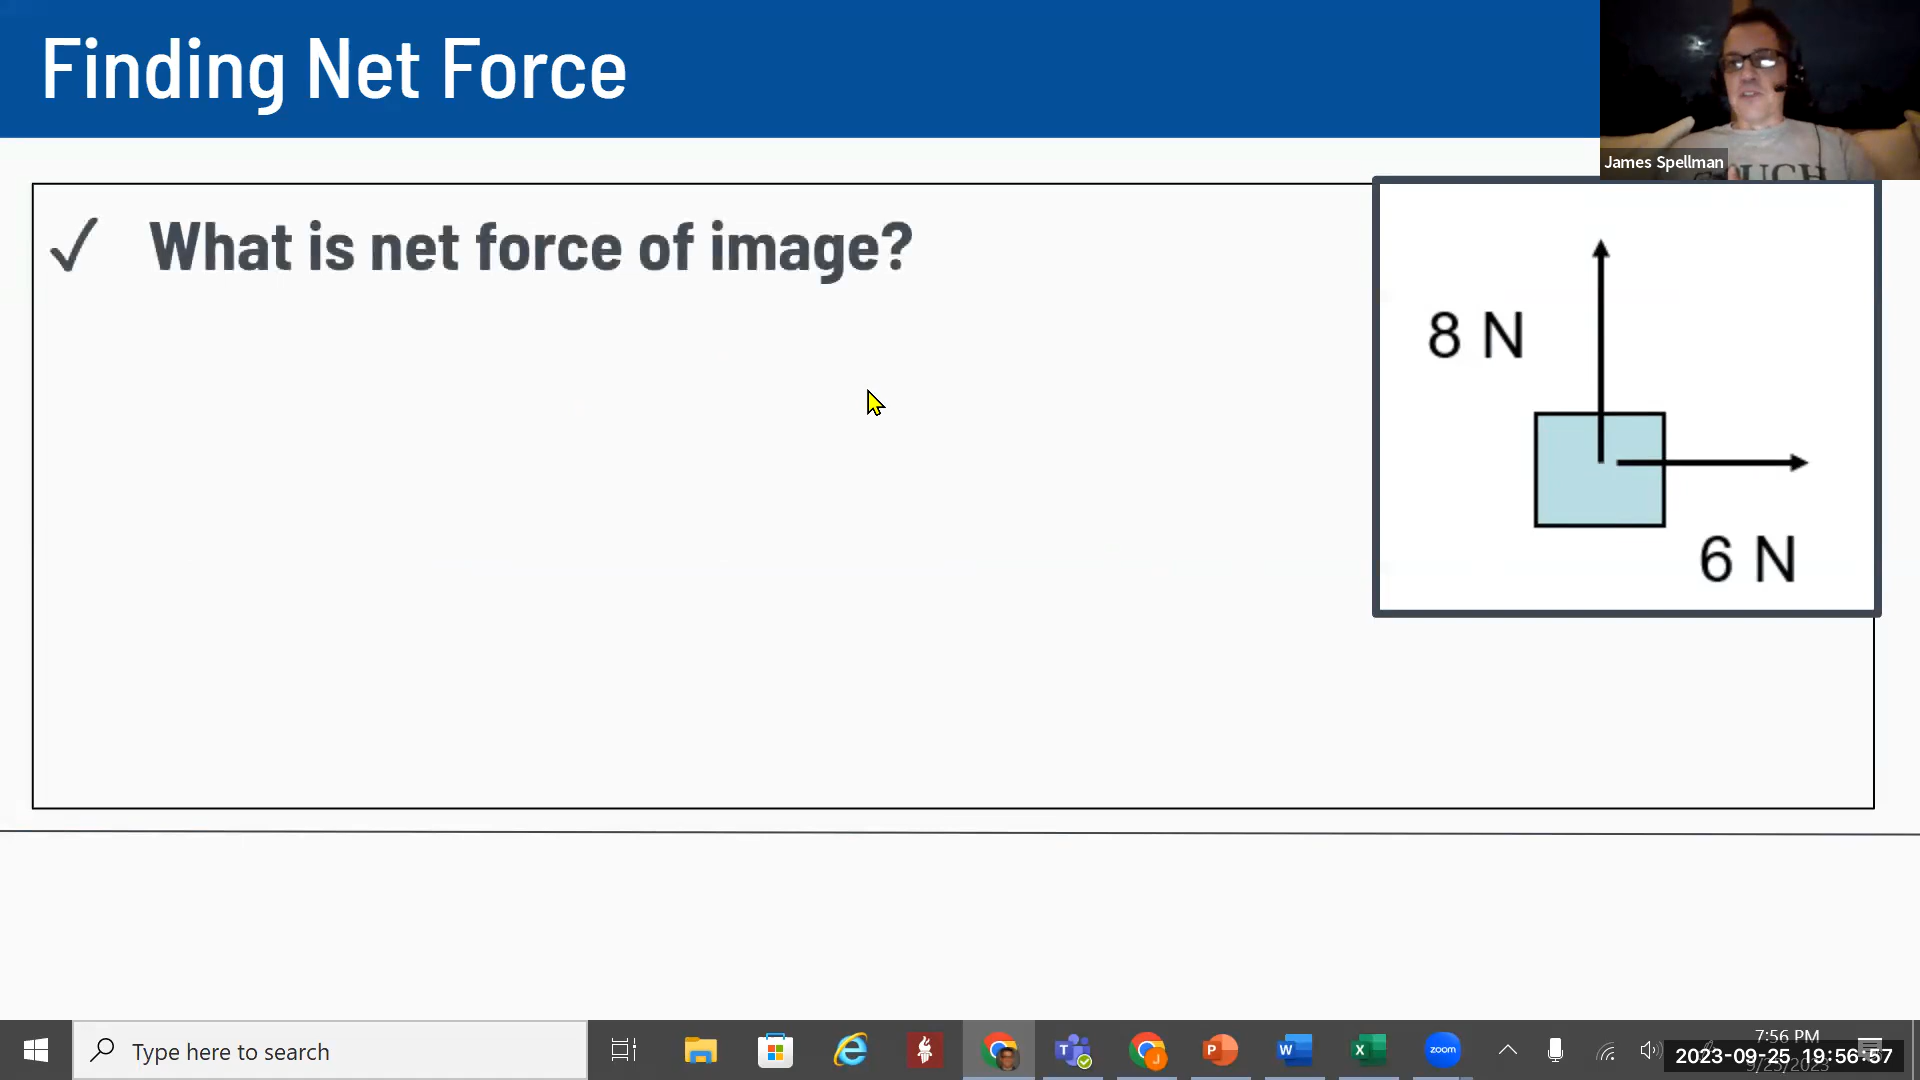 Finding Net Force
James Spellman
✓ What is net force of image?
8 N
6 N
Type here to search
zoom
7:56 PM
2023-09-25 19:56:57